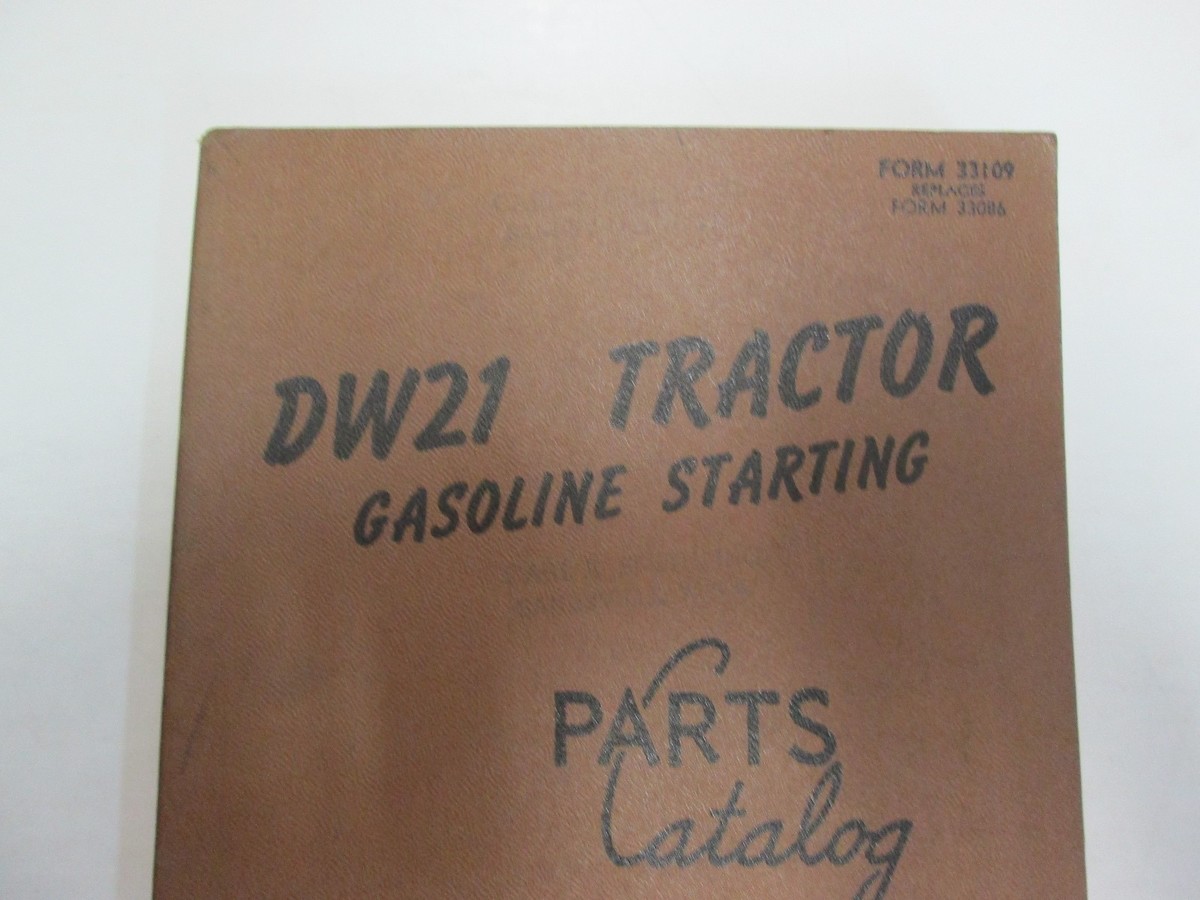 FORM 33109
REPLACES
FORM 33086
DW21 TRACTOR
GASOLINE STARTING
PARTS
Catalog